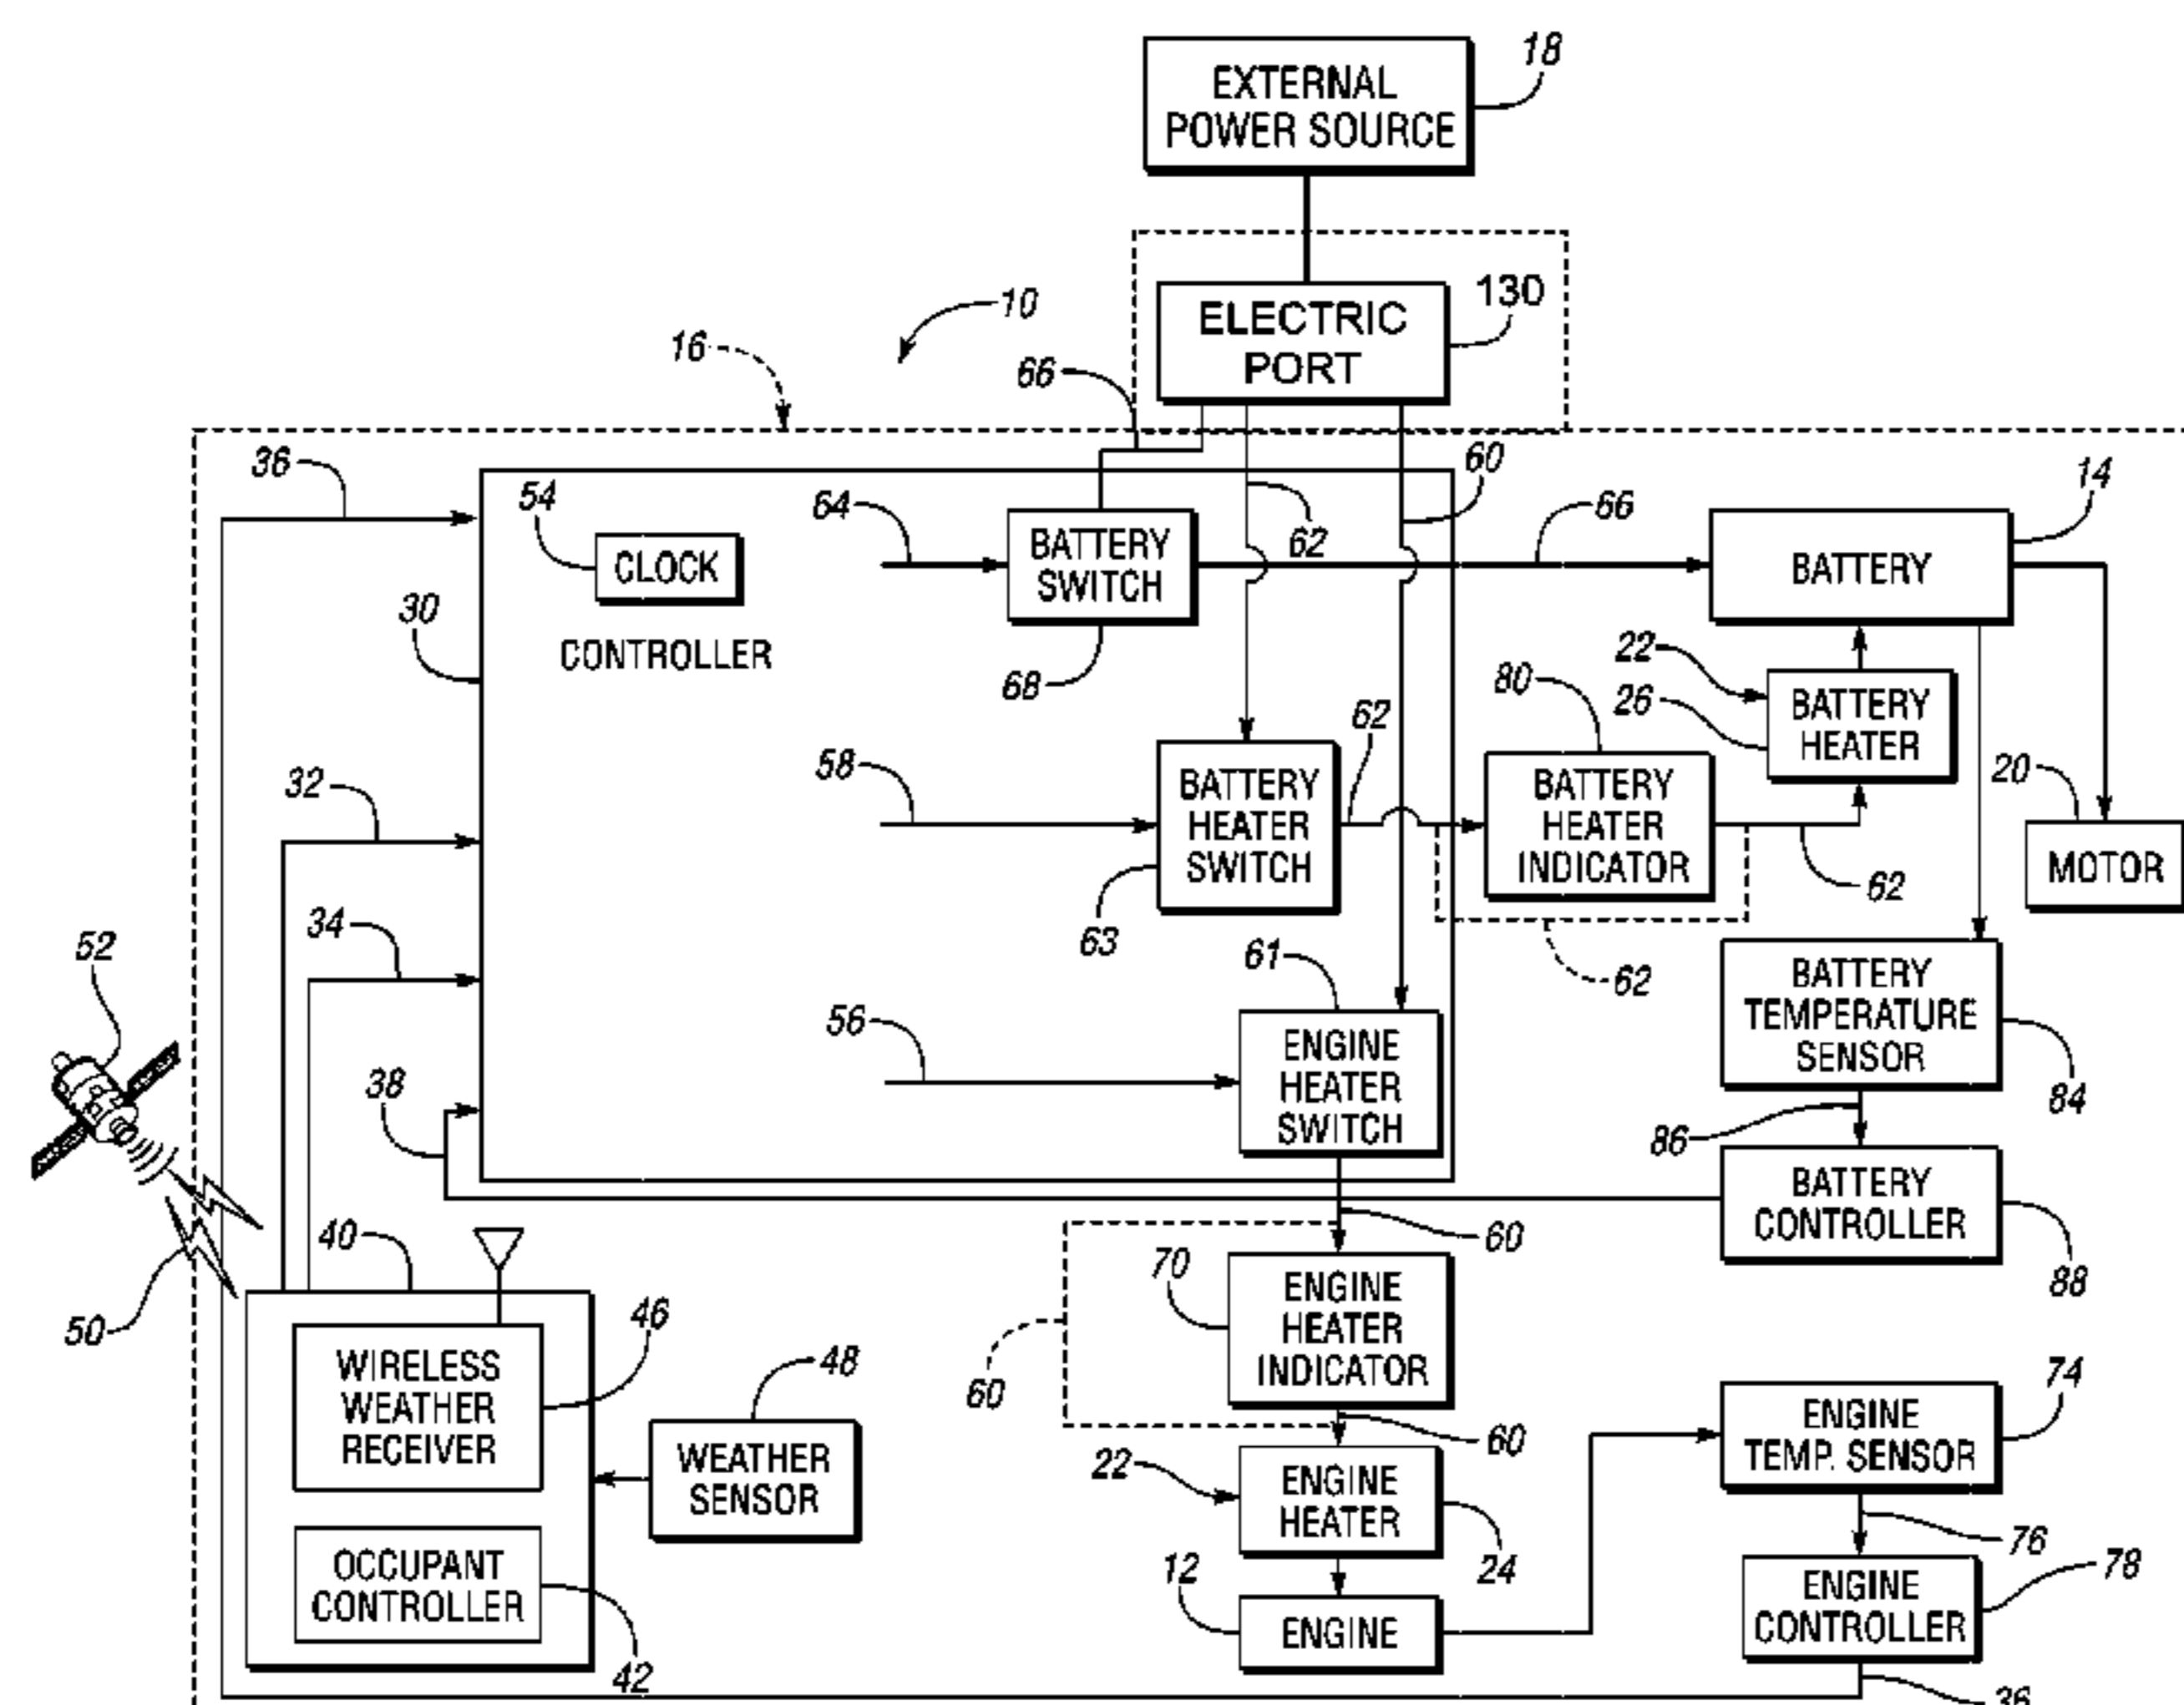 18
EXTERNAL
POWER SOURCE
10
ELECTRIC
PORT
130
16
66
36
60
14
54
64
62
66
CLOCK
BATTERY
SWITCH
BATTERY
30
CONTROLLER
68
22
80
26
BATTERY
HEATER
62
58
32
BATTERY
HEATER
SWITCH
BATTERY
HEATER
INDICATOR
20
MOTOR
62
34
63
52
61
62
BATTERY
TEMPERATURE
SENSOR
56
ENGINE
HEATER
SWITCH
84
38
86
BATTERY
CONTROLLER
88
40
60
70
ENGINE
HEATER
INDICATOR
50
46
WIRELESS
WEATHER
RECEIVER
48
60
74
ENGINE
TEMP. SENSOR
60
WEATHER
SENSOR
22
ENGINE
HEATER
24
76
OCCUPANT
CONTROLLER
42
12
ENGINE
78
ENGINE
CONTROLLER
36